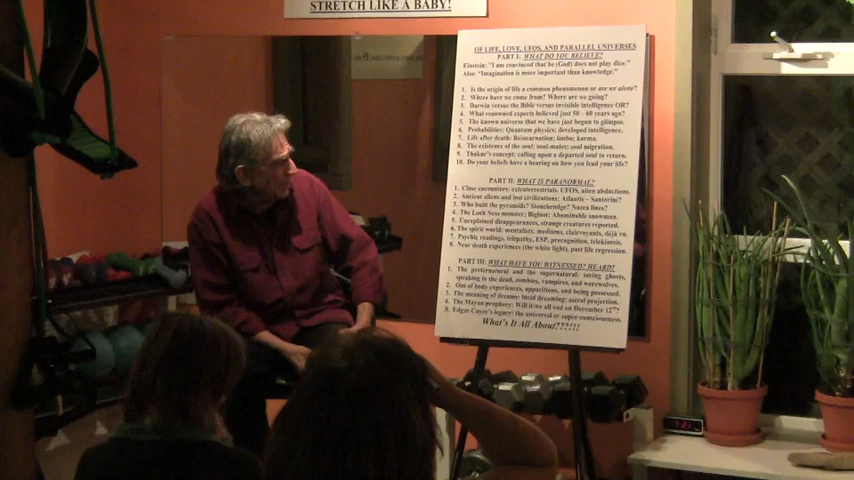 STRETCH LIKE A BABY!
OF LIFE, LOVE, UFOS, AND PARALLEL UNIVERSES
PART I: WHAT DO YOU BELIEVE?
Einstein: "I am convinced that he (God) does not play dice."
Also: "Imagination is more important than knowledge."
1. Is the origin of life a common phenomenon or are we alone?
2. Where have we come from? Where are we going?
3. Darwin versus the Bible versus invisible intelligence OR?
4. What renowned experts believed just 50 – 60 years ago?
5. The known universe that we have just begun to glimpse.
6. Probabilities: Quantum physics; developed intelligence.
7. Life after death: Reincarnation; limbo; karma.
8. The existence of the soul: soul-mates; soul migration.
9. Thakar's concept: calling upon a departed soul to return.
10. Do your beliefs have a bearing on how you lead your life?
PART II: WHAT IS PARANORMAL?
1. Close encounters: extraterrestrials, UFOS, alien abductions.
2. Ancient aliens and lost civilizations: Atlantis – Santorini?
3. Who built the pyramids? Stonehendge? Nazca lines?
4. The Loch Ness monster; Bigfoot; Abominable snowman.
5. Unexplained disappearances, strange creatures reported.
6. The spirit world: mentalists, mediums, clairvoyants, déjà vu.
7. Psychic readings, telepathy, ESP, precognition, telekinesis.
8. Near death experiences (the white light), past life regression.
PART III: WHAT HAVE YOU WITNESSED? HEARD?
1. The preternatural and the supernatural: seeing ghosts,
speaking to the dead, zombies, vampires, and werewolves.
2. Out of body experiences, apparitions, and being possessed.
3. The meaning of dreams: lucid dreaming; astral projection.
4. The Mayan prophecy: Will it/we all end on December 12th?
5. Edgar Cayce's legacy: the universal or super-consciousness.
What's It All About???!!!